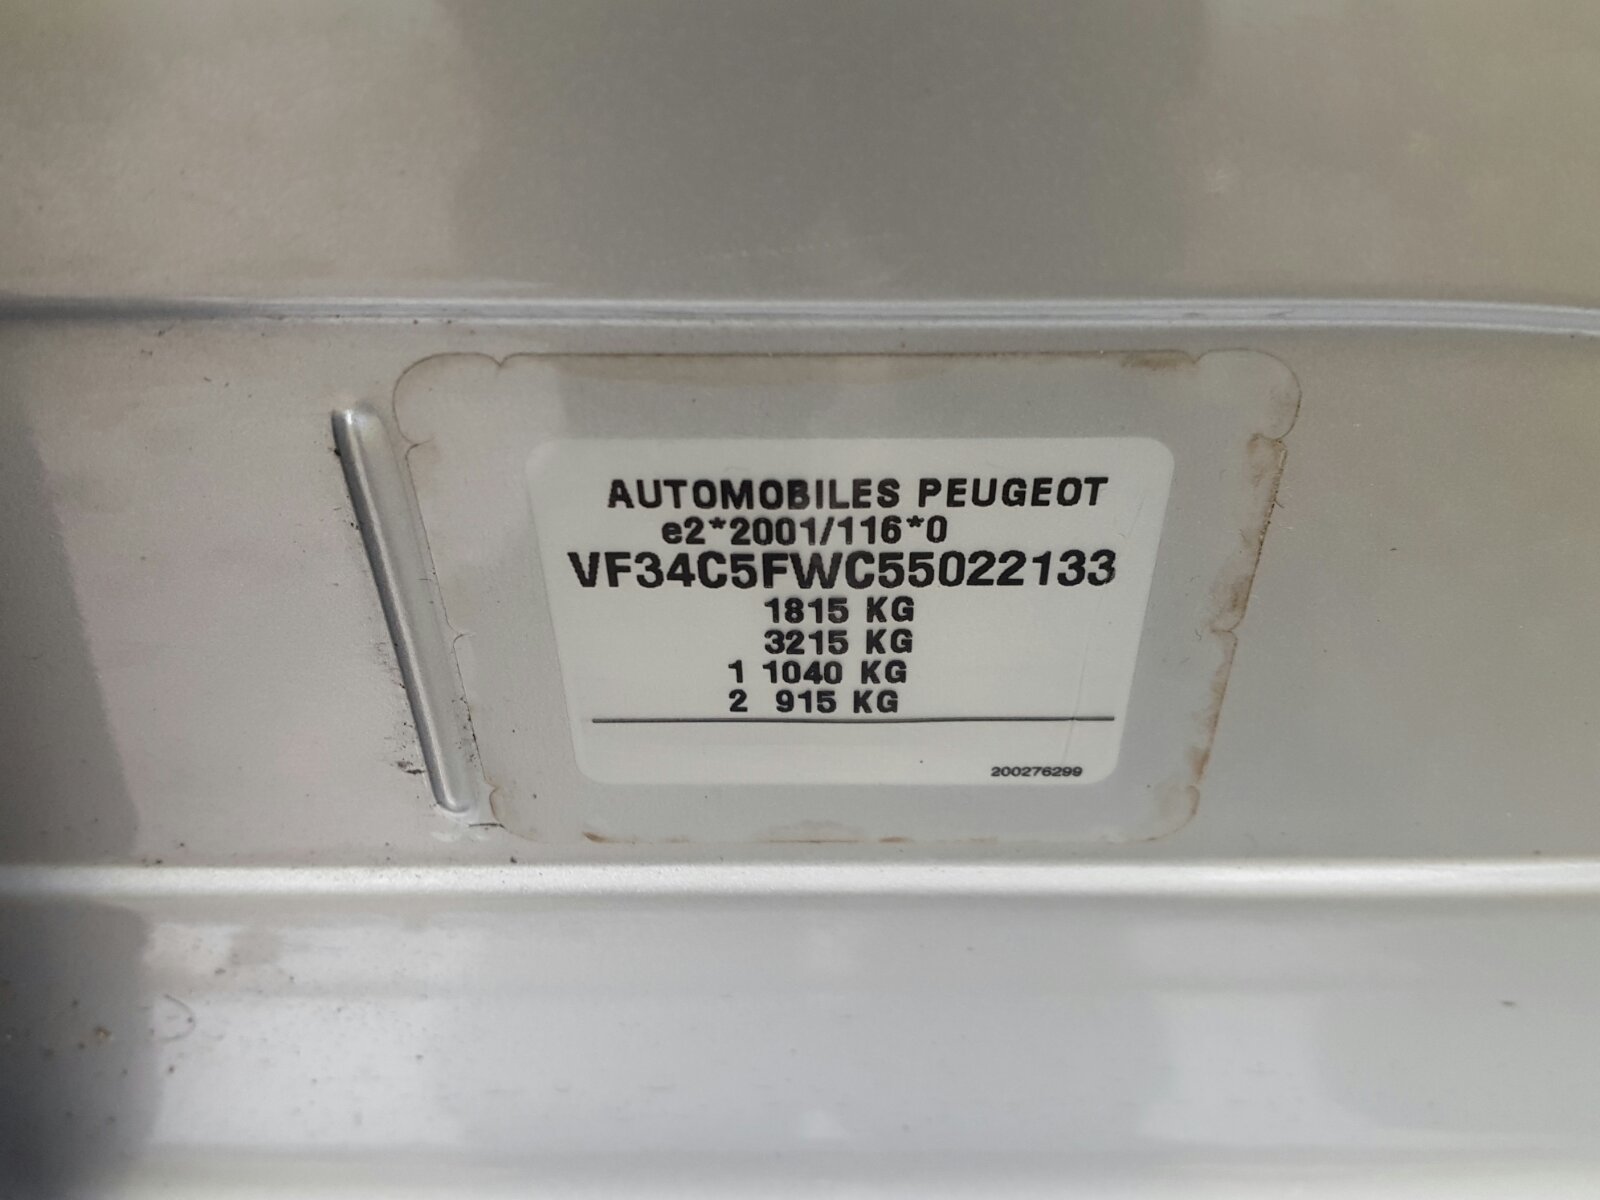 AUTOMOBILES PEUGEOT
e2*2001/116*0
VF34C5FWC55022133
1815 KG
3215 KG
1 1040 KG
2 915 KG
200276299